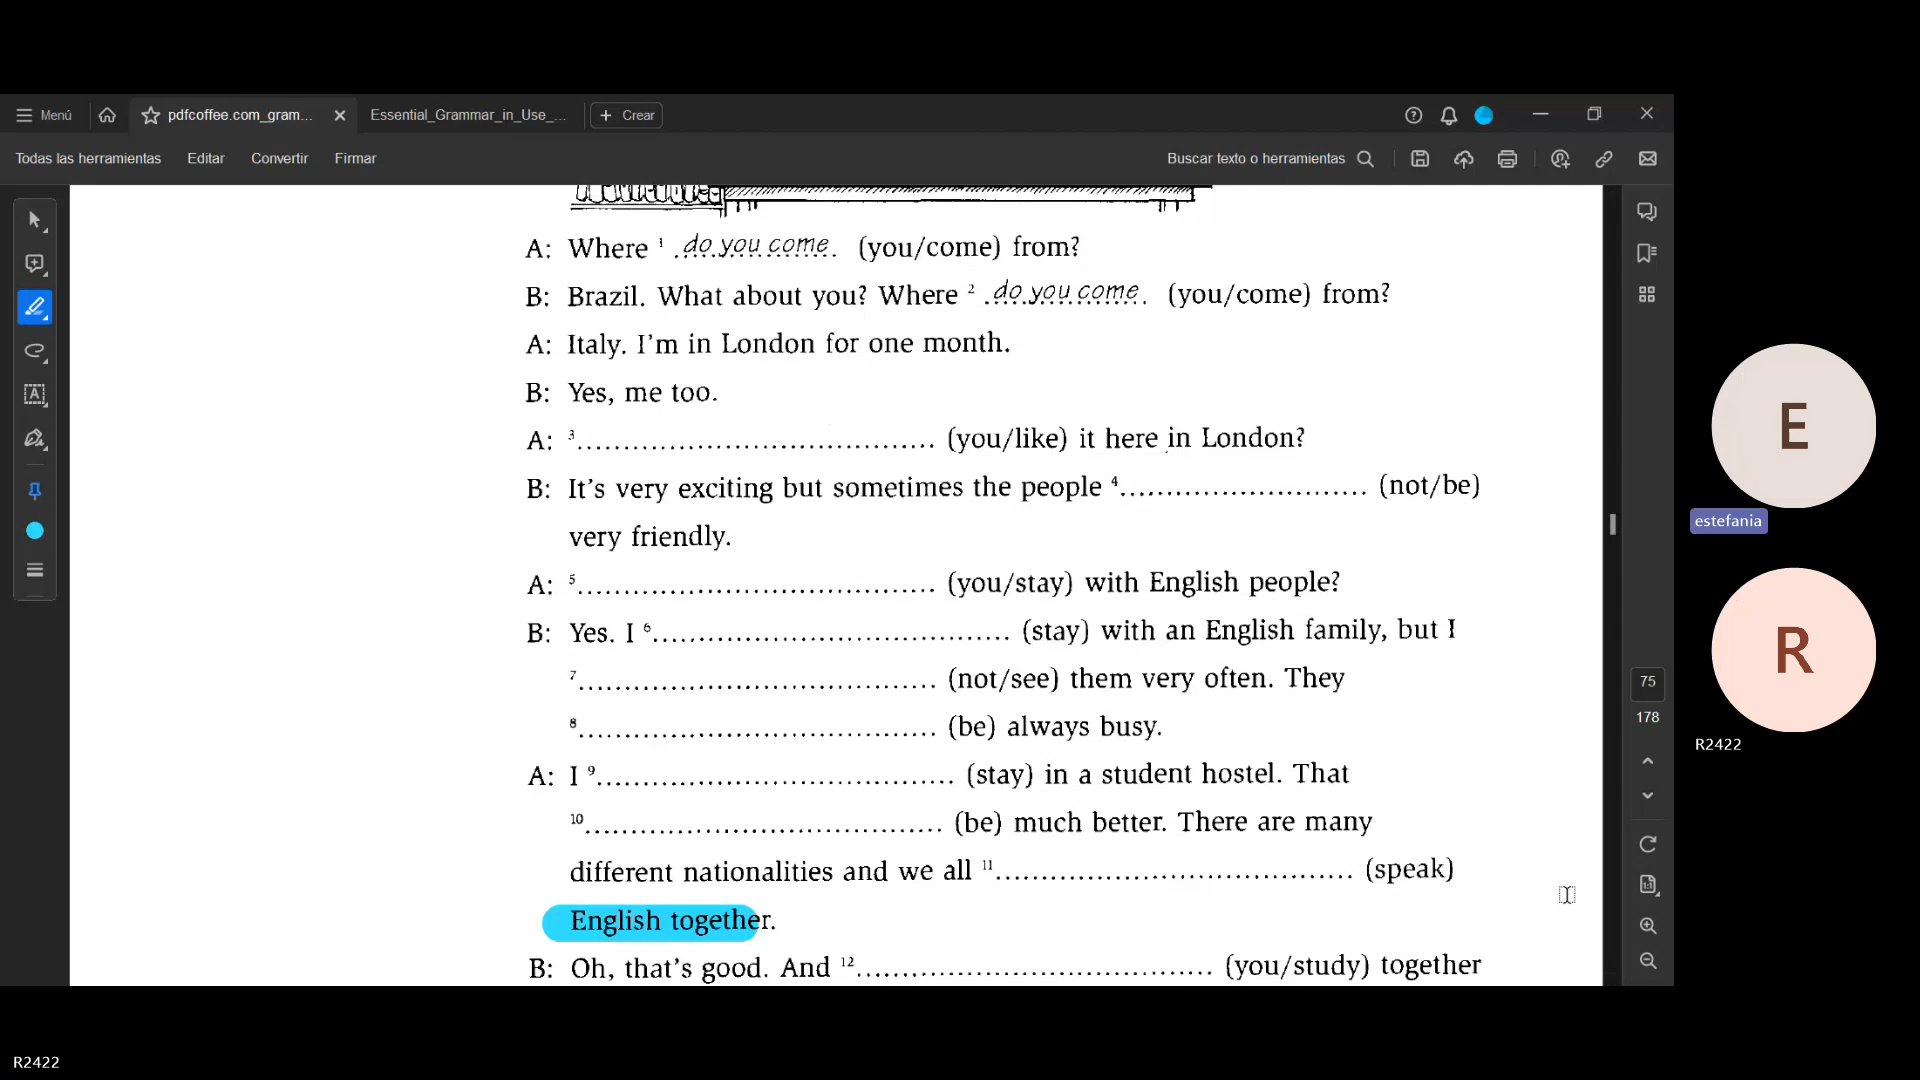 Menú
pdfcoffee.com_gram...
Essential_Grammar_in_Use_...
Crear
Todas las herramientas
Editar
Convertir
Firmar
Buscar texto o herramientas
A: Where 1 do you come (you/come) from?
B: Brazil. What about you? Where 2 do you come (you/come) from?
A: Italy. I'm in London for one month.
B: Yes, me too.
A: 3........................................ (you/like) it here in London?
B: It's very exciting but sometimes the people 4........................... (not/be)
very friendly.
A: 5........................................ (you/stay) with English people?
B: Yes. I 6........................................ (stay) with an English family, but I
7........................................ (not/see) them very often. They
8........................................ (be) always busy.
A: I 9........................................ (stay) in a student hostel. That
10........................................ (be) much better. There are many
different nationalities and we all 11........................................ (speak)
English together.
B: Oh, that's good. And 12........................................ (you/study) together
75
178
E
estefania
R
R2422
R2422